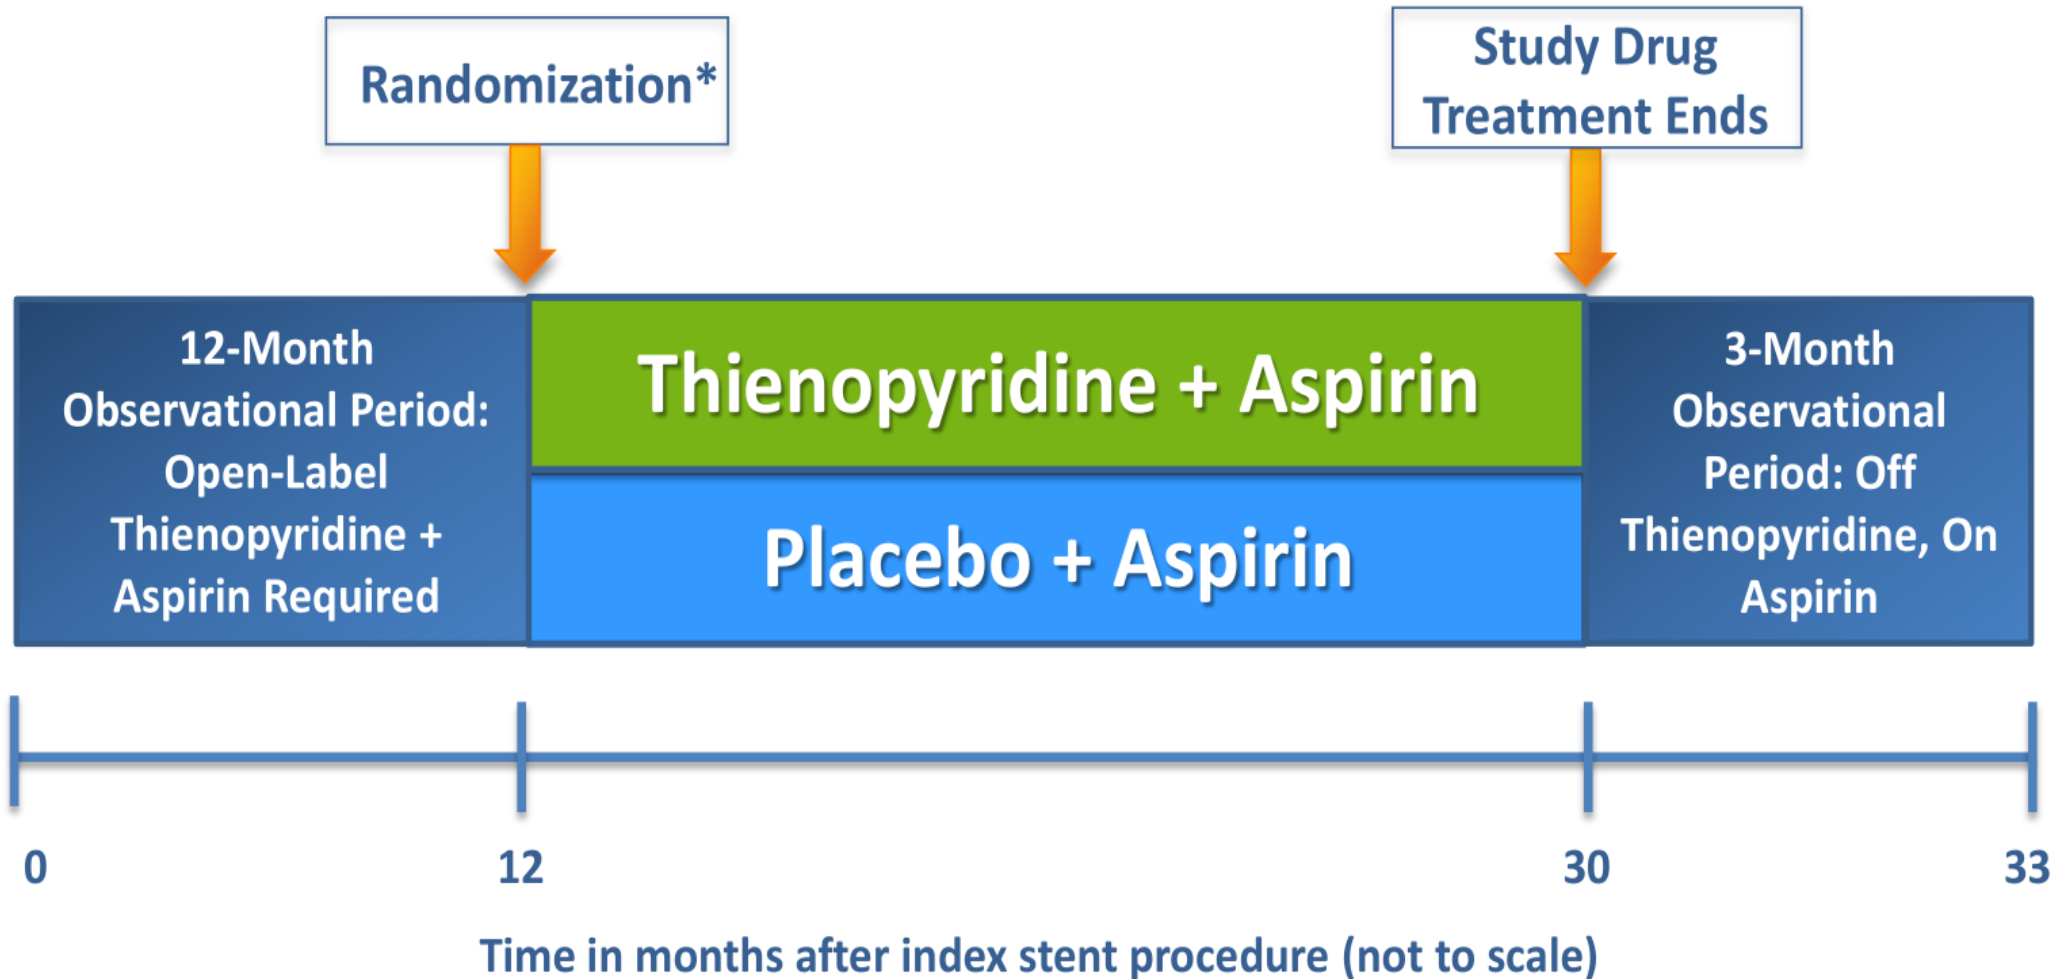 Randomization*
Study Drug
Treatment Ends
12-Month
Observational Period:
Open-Label
Thienopyridine +
Aspirin Required
Thienopyridine + Aspirin
Placebo + Aspirin
3-Month
Observational
Period: Off
Thienopyridine, On
Aspirin
0
12
30
33
Time in months after index stent procedure (not to scale)